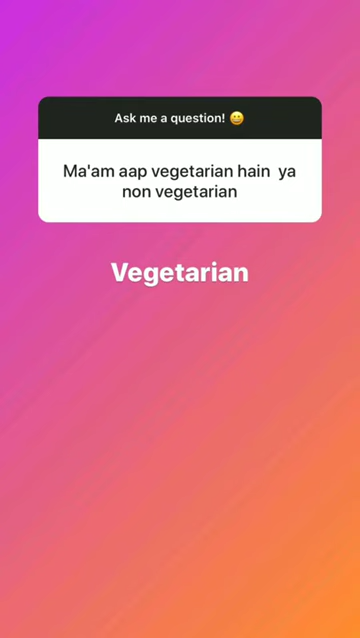 Ask me a question! 😀
Ma'am aap vegetarian hain ya
non vegetarian
Vegetarian